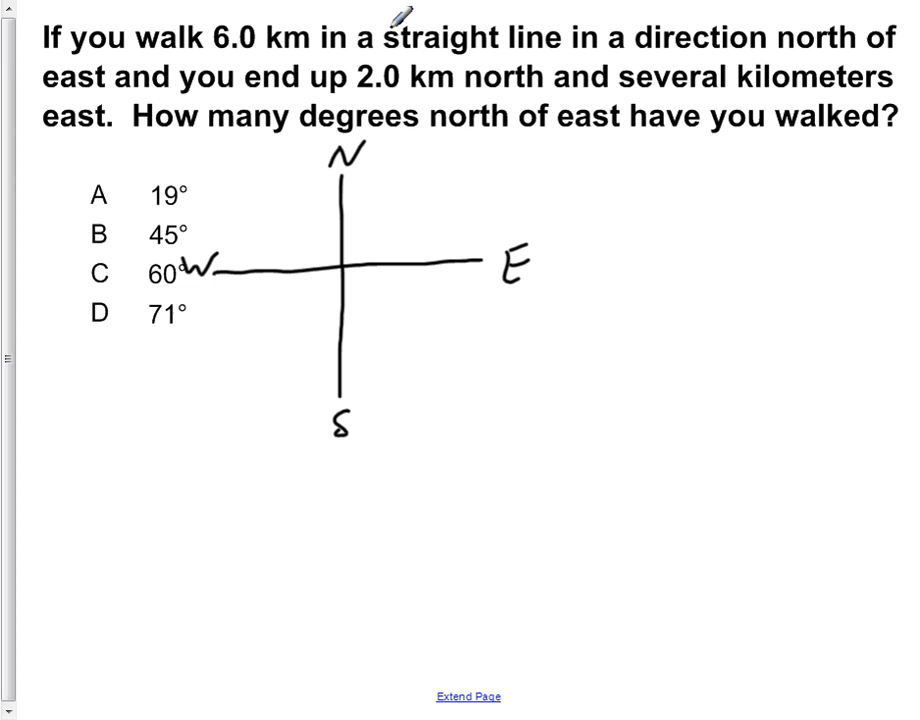 If you walk 6.0 km in a straight line in a direction north of
east and you end up 2.0 km north and several kilometers
east. How many degrees north of east have you walked?
N
A 19°
B 45°
C 60°
D 71°
W
E
S
Extend Page